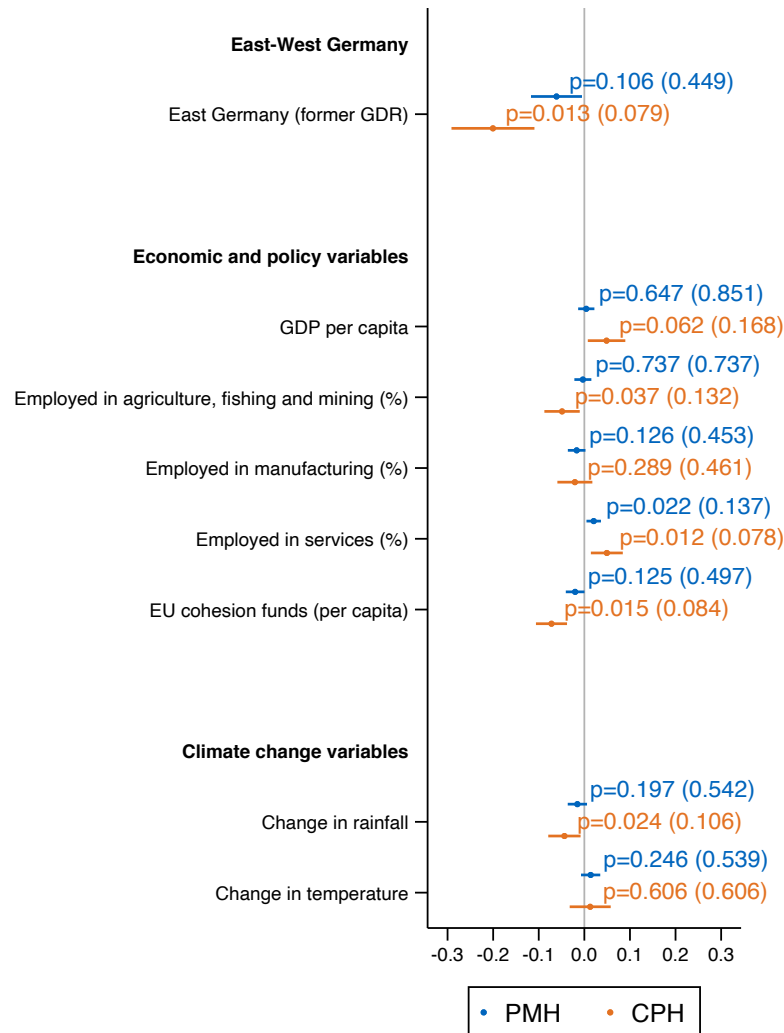 East-West Germany
p=0.106 (0.449)
East Germany (former GDR)
p=0.013 (0.079)
Economic and policy variables
p=0.647 (0.851)
GDP per capita
p=0.062 (0.168)
p=0.737 (0.737)
Employed in agriculture, fishing and mining (%)
p=0.037 (0.132)
p=0.126 (0.453)
Employed in manufacturing (%)
p=0.289 (0.461)
p=0.022 (0.137)
Employed in services (%)
p=0.012 (0.078)
p=0.125 (0.497)
EU cohesion funds (per capita)
p=0.015 (0.084)
Climate change variables
p=0.197 (0.542)
Change in rainfall
p=0.024 (0.106)
p=0.246 (0.539)
Change in temperature
p=0.606 (0.606)
-0.3 -0.2 -0.1 0.0 0.1 0.2 0.3
PMH CPH